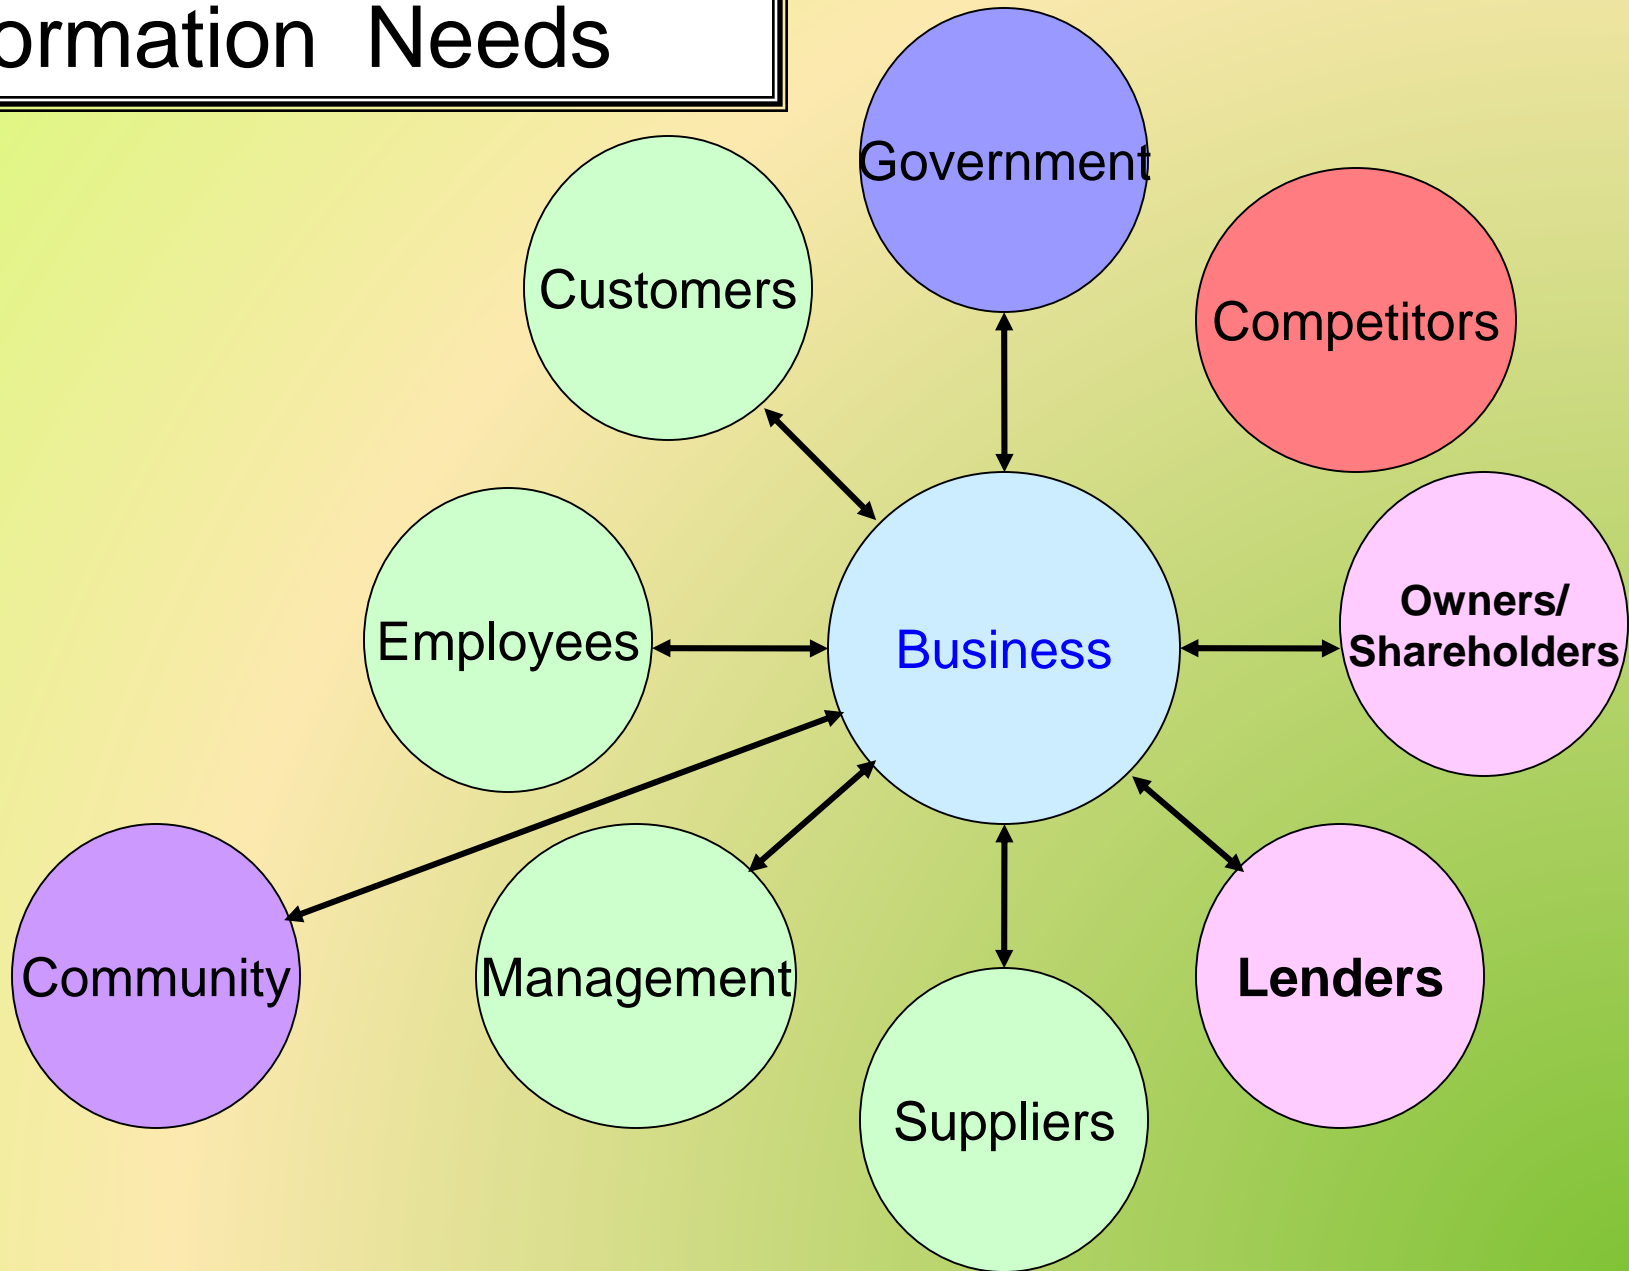 ormation Needs
Government
Customers
Competitors
Owners/
Shareholders
Employees
Business
Community
Management
Lenders
Suppliers